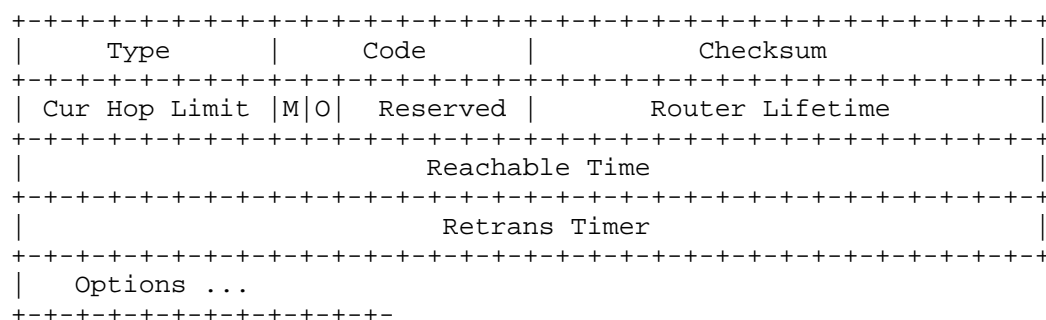 +-+-+-+-+-+-+-+-+-+-+-+-+-+-+-+-+-+-+-+-+-+-+-+-+-+-+-+-+-+-+-+-+
|     Type      |     Code      |            Checksum           |
+-+-+-+-+-+-+-+-+-+-+-+-+-+-+-+-+-+-+-+-+-+-+-+-+-+-+-+-+-+-+-+-+
| Cur Hop Limit |M|O|  Reserved |       Router Lifetime         |
+-+-+-+-+-+-+-+-+-+-+-+-+-+-+-+-+-+-+-+-+-+-+-+-+-+-+-+-+-+-+-+-+
|                         Reachable Time                        |
+-+-+-+-+-+-+-+-+-+-+-+-+-+-+-+-+-+-+-+-+-+-+-+-+-+-+-+-+-+-+-+-+
|                          Retrans Timer                        |
+-+-+-+-+-+-+-+-+-+-+-+-+-+-+-+-+-+-+-+-+-+-+-+-+-+-+-+-+-+-+-+-+
|   Options ...
+-+-+-+-+-+-+-+-+-+-+-+-